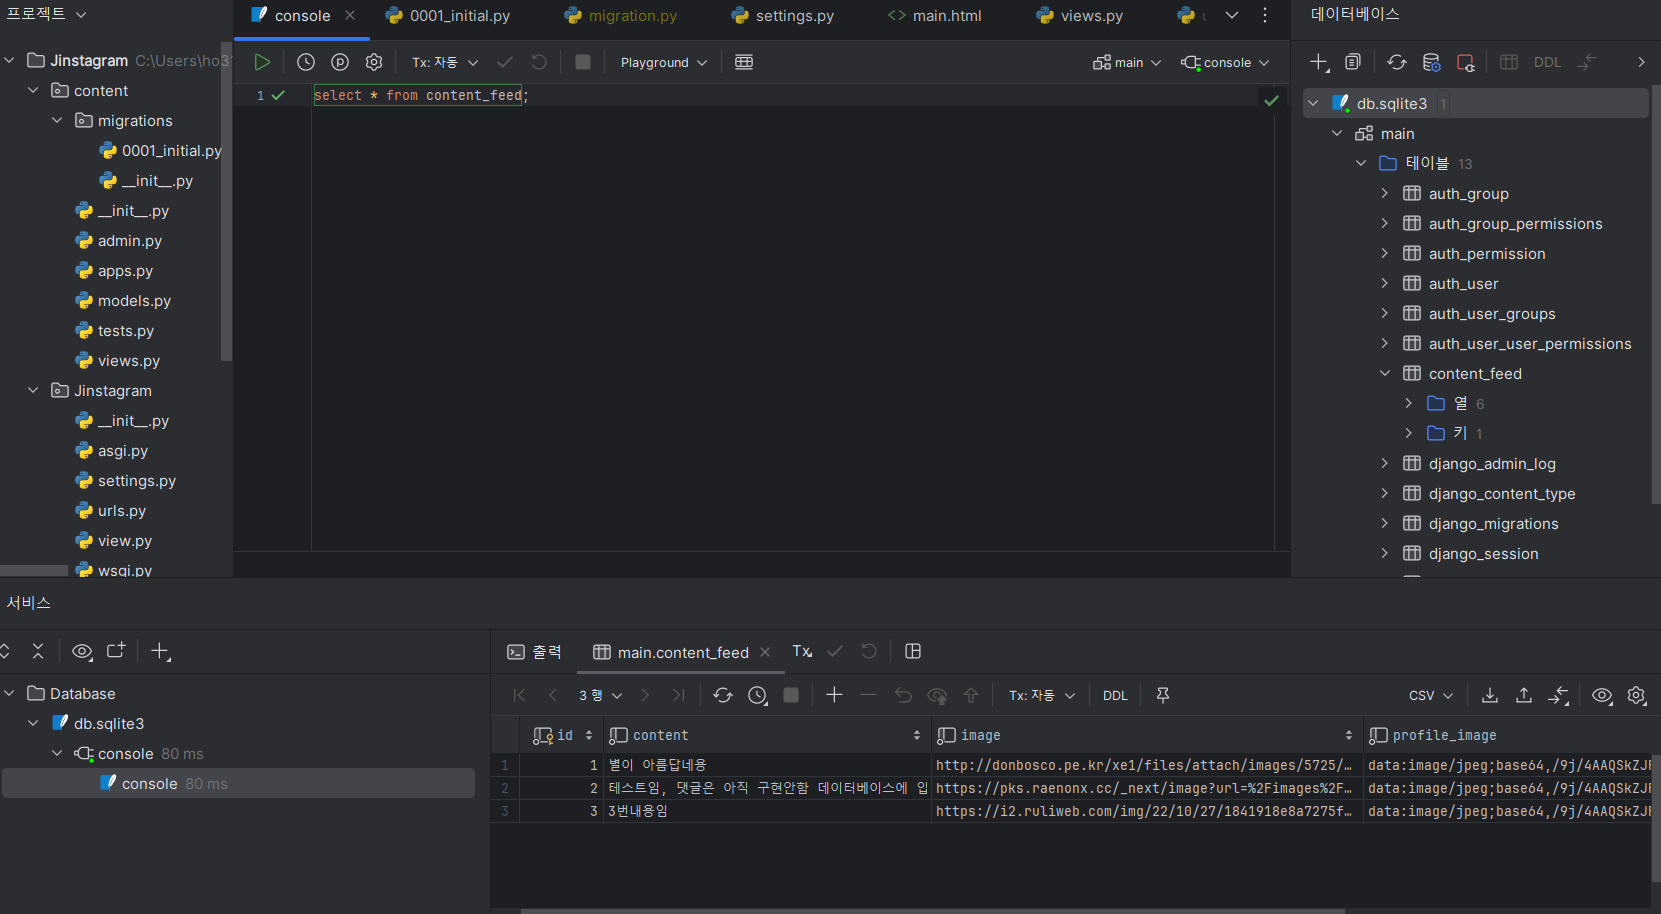 프로젝트
Jinstagram C:\Users\ho31
content
migrations
0001_initial.py
__init__.py
__init__.py
admin.py
apps.py
models.py
tests.py
views.py
Jinstagram
__init__.py
asgi.py
settings.py
urls.py
view.py
wsgi.py
console 0001_initial.py migration.py settings.py main.html views.py
Tx: 자동 Playground main console
1 select * from content_feed;
데이터베이스
DDL
db.sqlite3 1
main
테이블 13
auth_group
auth_group_permissions
auth_permission
auth_user
auth_user_groups
auth_user_user_permissions
content_feed
열 6
키 1
django_admin_log
django_content_type
django_migrations
django_session
서비스
Database
db.sqlite3
console 80 ms
console 80 ms
출력 main.content_feed Tx
3 행 Tx: 자동 DDL CSV
id content image profile_image
1 1 별이 아름답네용 http://donbosco.pe.kr/xe1/files/attach/images/5725/… data:image/jpeg;base64,/9j/4AAQSkZJF
2 2 테스트임, 댓글은 아직 구현안함 데이터베이스에 입 https://pks.raenonx.cc/_next/image?url=%2Fimages%2F… data:image/jpeg;base64,/9j/4AAQSkZJF
3 3 3번내용임 https://i2.ruliweb.com/img/22/10/27/1841918e8a7275f… data:image/jpeg;base64,/9j/4AAQSkZJF